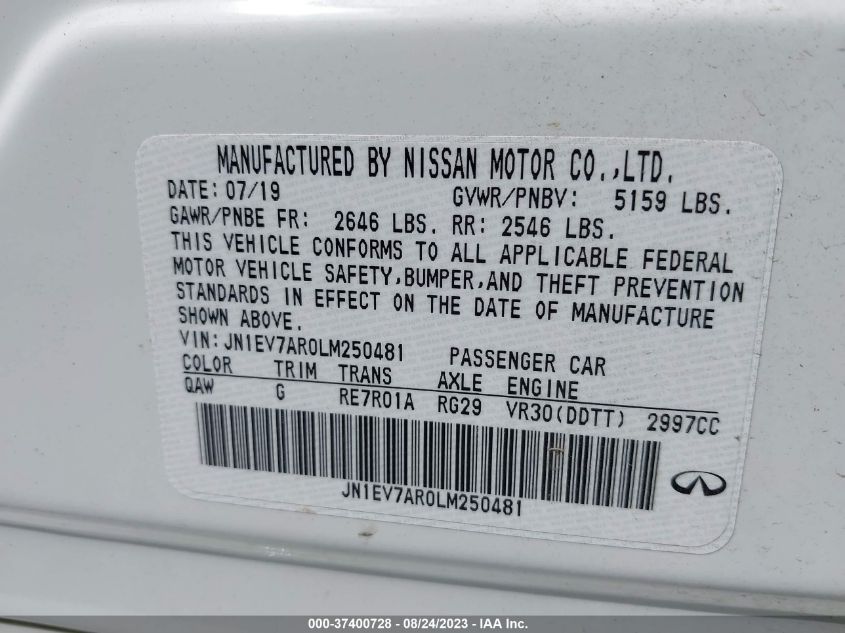 MANUFACTURED BY NISSAN MOTOR CO.,LTD.
DATE: 07/19 GVWR/PNBV: 5159 LBS.
GAWR/PNBE FR: 2646 LBS. RR: 2546 LBS.
THIS VEHICLE CONFORMS TO ALL APPLICABLE FEDERAL
MOTOR VEHICLE SAFETY,BUMPER,AND THEFT PREVENTION
STANDARDS IN EFFECT ON THE DATE OF MANUFACTURE
SHOWN ABOVE.
VIN:JN1EV7AR0LM250481 PASSENGER CAR
COLOR TRIM TRANS AXLE ENGINE
QAW G RE7R01A RG29 VR30(DDTT) 2997CC
JN1EV7AR0LM250481
000-37400728 - 08/24/2023 - IAA Inc.